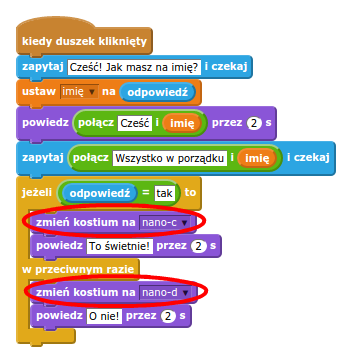 kiedy duszek kliknięty
zapytaj Cześć! Jak masz na imię? i czekaj
ustaw imię na odpowiedź
powiedz połącz Cześć i imię przez 2 s
zapytaj połącz Wszystko w porządku i imię i czekaj
jeżeli odpowiedź = tak to
zmień kostium na nano-c
powiedz To świetnie! przez 2 s
w przeciwnym razie
zmień kostium na nano-d
powiedz O nie! przez 2 s